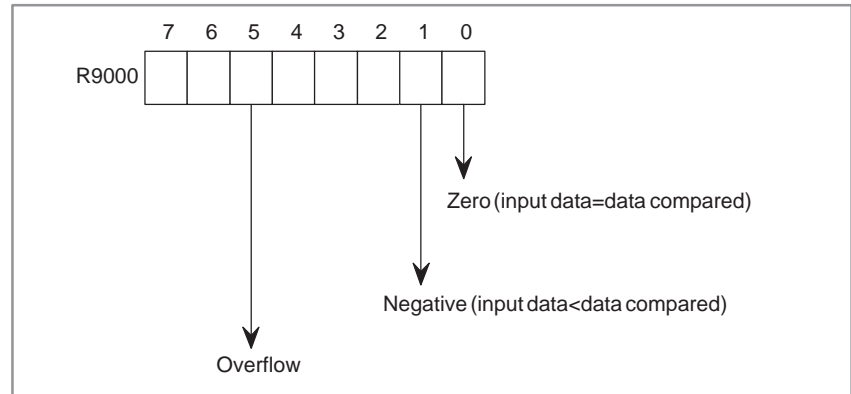 7 6 5 4 3 2 1 0
R9000
Zero (input data=data compared)
Negative (input data<data compared)
Overflow